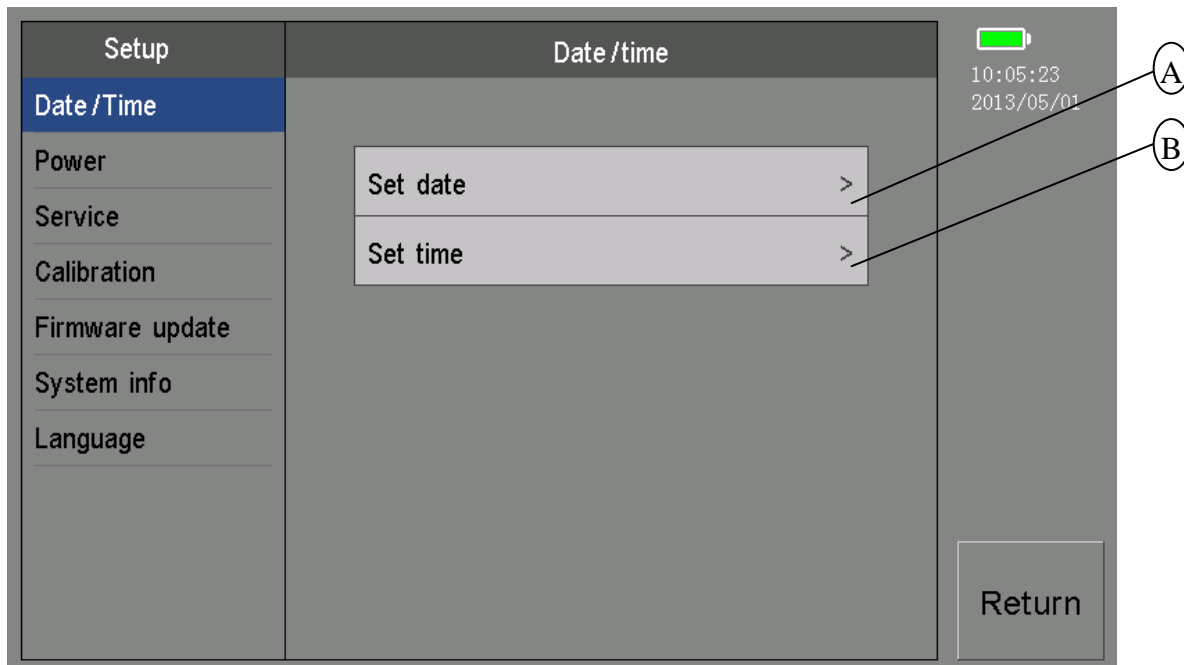 Setup
Date/Time
Power
Service
Calibration
Firmware update
System info
Language
Date/time
Set date >
Set time >
10:05:23
2013/05/01
A
B
Return